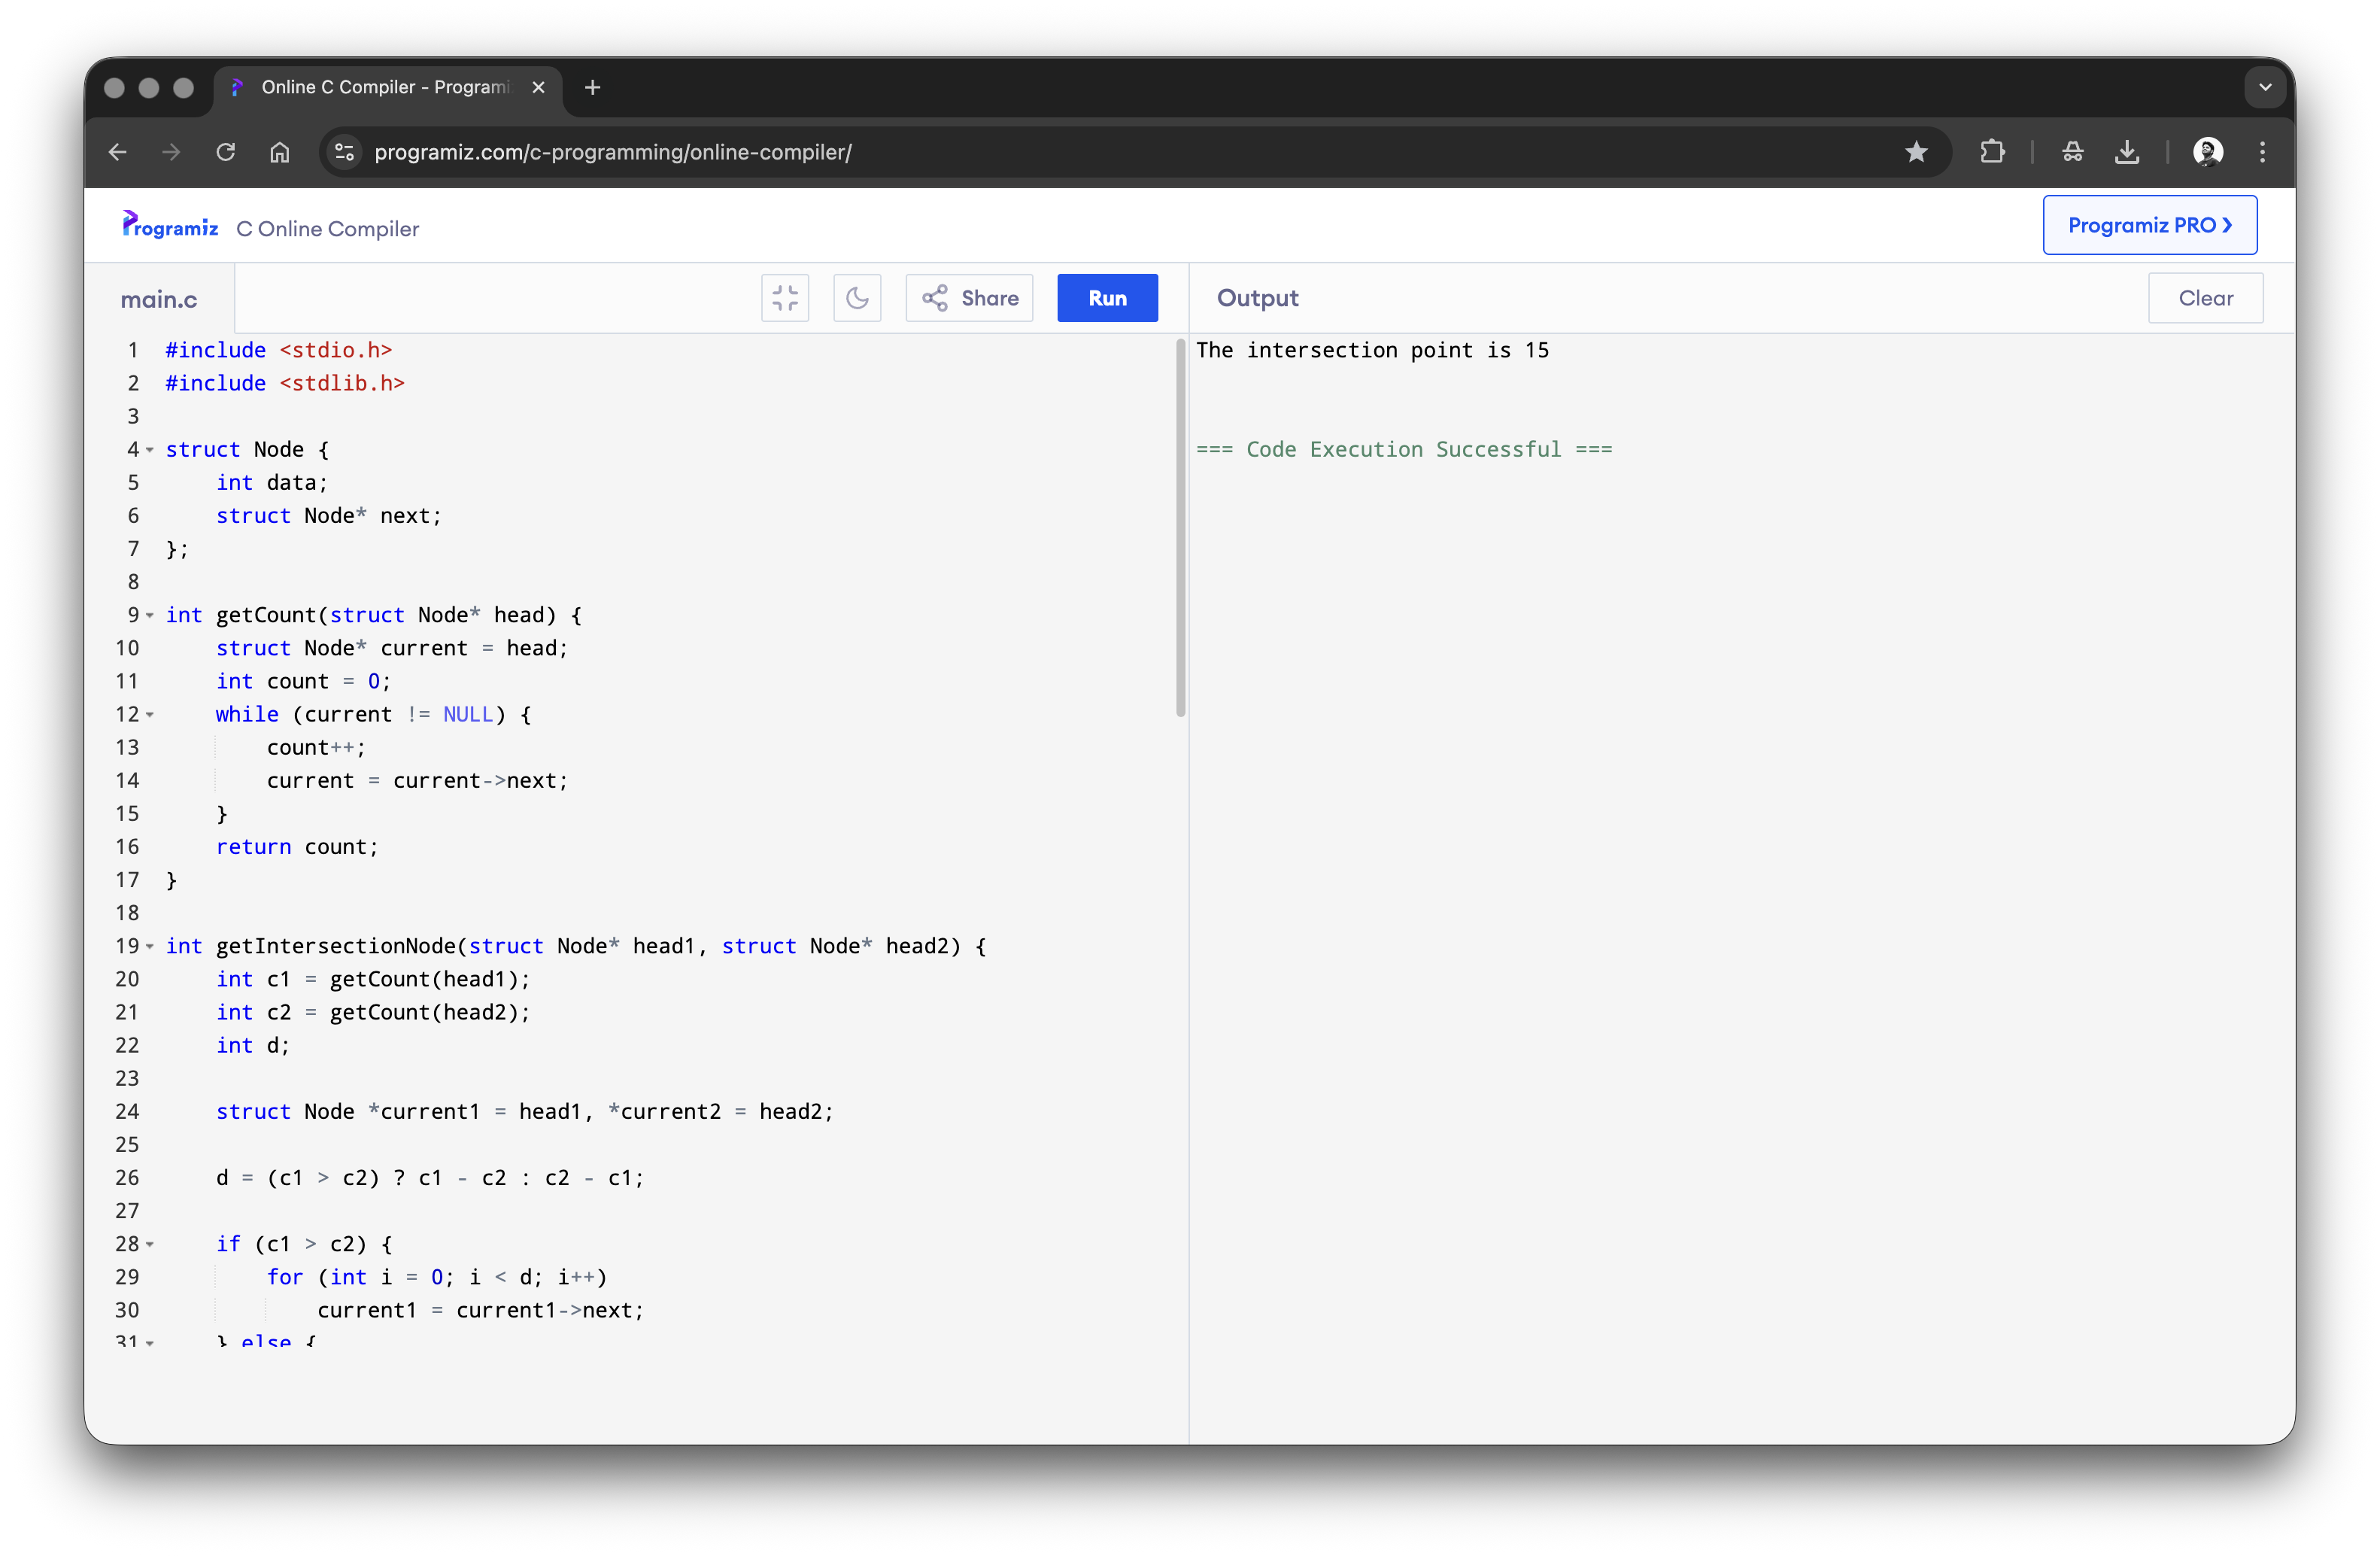 Online C Compiler - Programi
programiz.com/c-programming/online-compiler/
Programiz C Online Compiler
Programiz PRO ❯
main.c
Share
Run
Output
Clear
1 #include <stdio.h>
2 #include <stdlib.h>
3
4 struct Node {
5     int data;
6     struct Node* next;
7 };
8
9 int getCount(struct Node* head) {
10     struct Node* current = head;
11     int count = 0;
12     while (current != NULL) {
13         count++;
14         current = current->next;
15     }
16     return count;
17 }
18
19 int getIntersectionNode(struct Node* head1, struct Node* head2) {
20     int c1 = getCount(head1);
21     int c2 = getCount(head2);
22     int d;
23
24     struct Node *current1 = head1, *current2 = head2;
25
26     d = (c1 > c2) ? c1 - c2 : c2 - c1;
27
28     if (c1 > c2) {
29         for (int i = 0; i < d; i++)
30             current1 = current1->next;
31     } else {
The intersection point is 15
=== Code Execution Successful ===